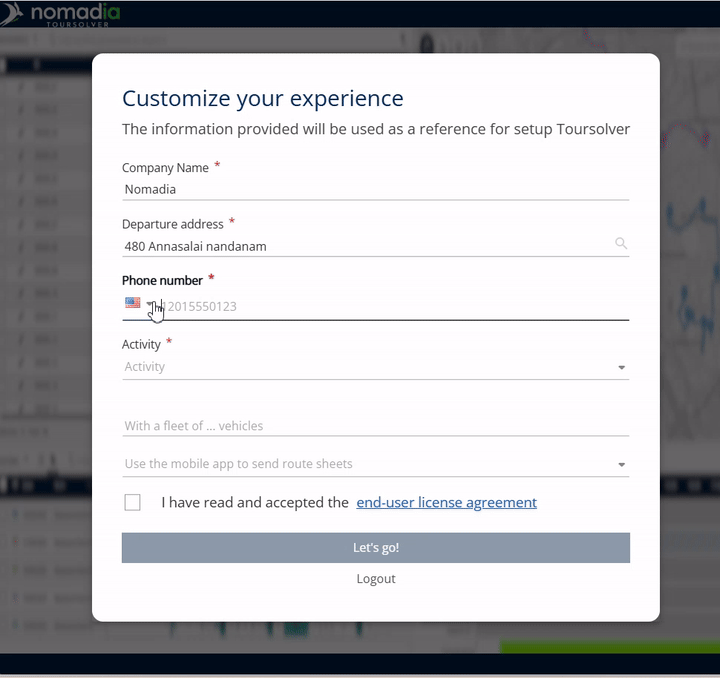 nomadia
TOURSOLVER
Customize your experience
The information provided will be used as a reference for setup Toursolver
Company Name *
Nomadia
Departure address *
480 Annasalai nandanam
Phone number *
12015550123
Activity *
Activity
With a fleet of ... vehicles
Use the mobile app to send route sheets
I have read and accepted the end-user license agreement
Let's go!
Logout